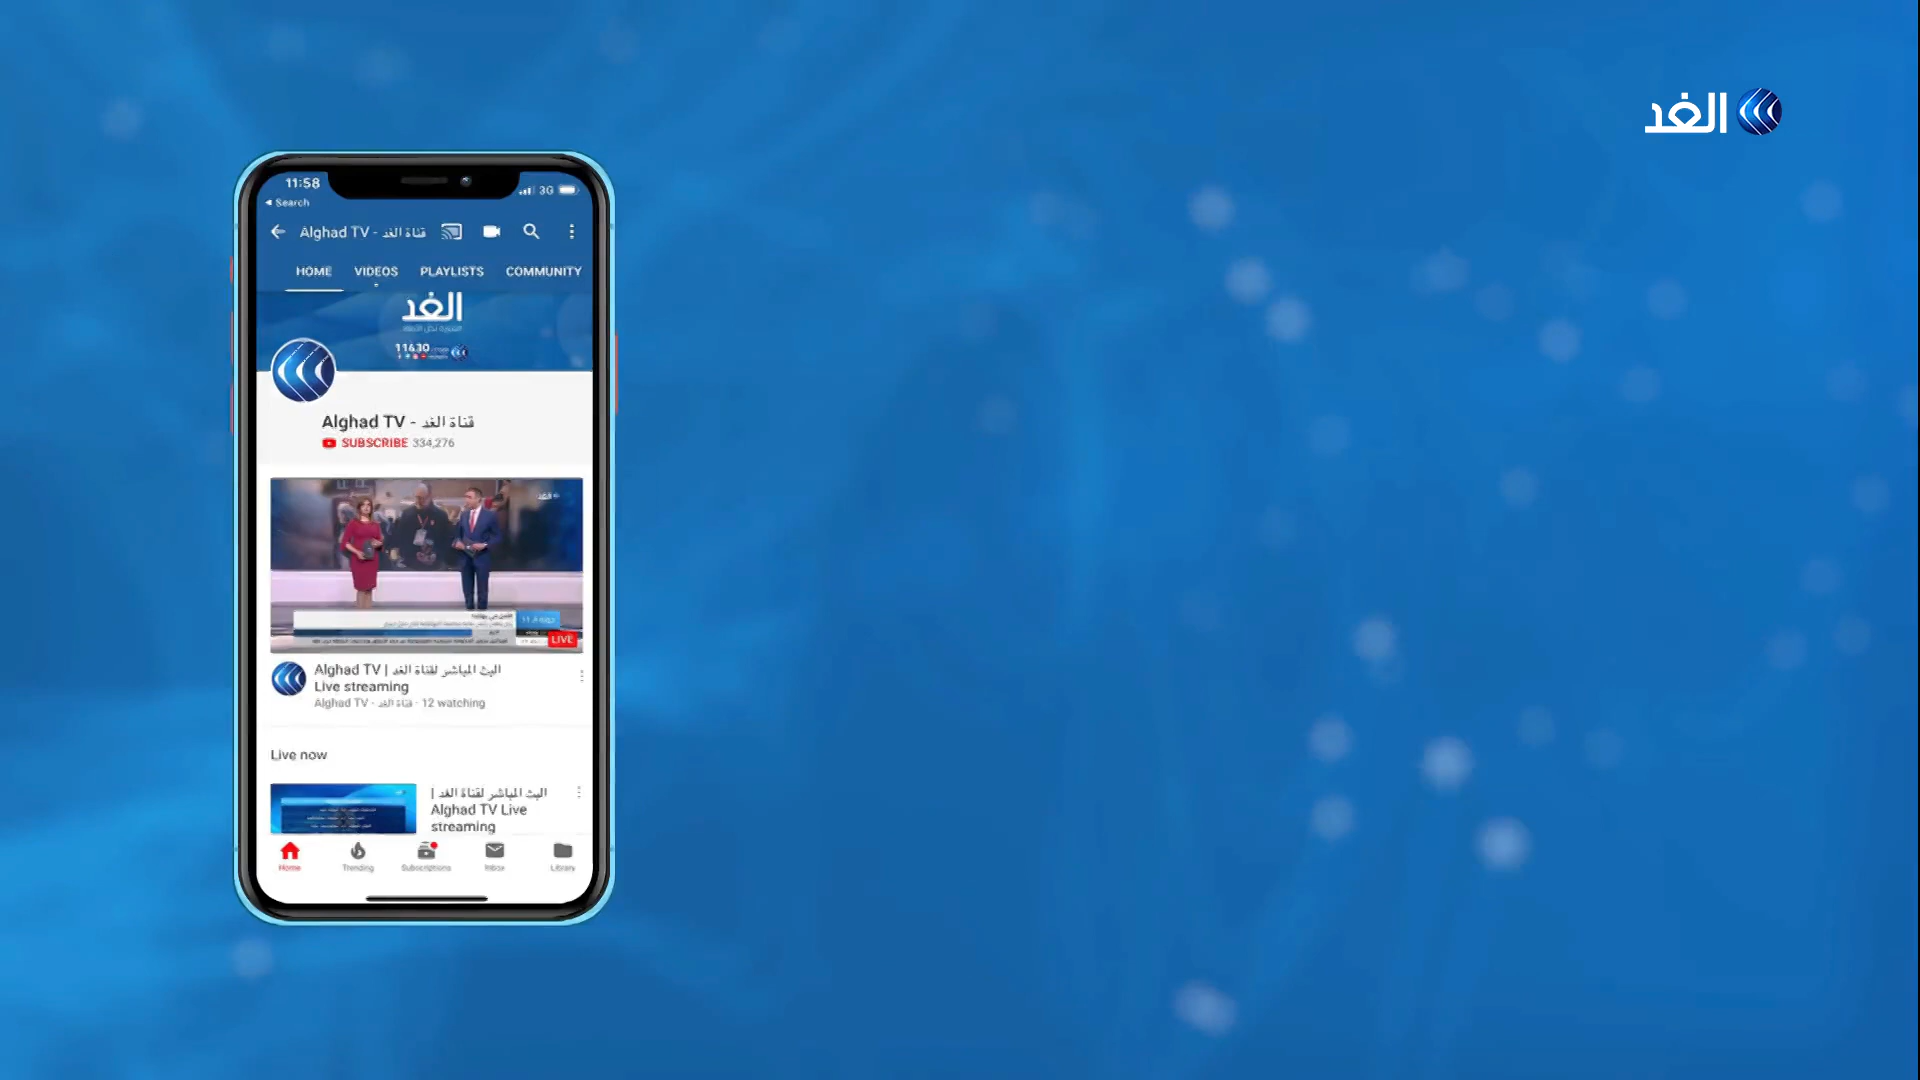 الغد
11:58
3G
Search
Alghad TV - قناة الغد
HOME VIDEOS PLAYLISTS COMMUNITY
الغد
11630
Alghad TV - قناة الغد
SUBSCRIBE 334,276
الغد
LIVE
Alghad TV | البث المباشر لقناة الغد
Live streaming
Alghad TV - قناة الغد · 12 watching
Live now
البث المباشر لقناة الغد |
Alghad TV Live
streaming
Home Trending Subscriptions Inbox Library